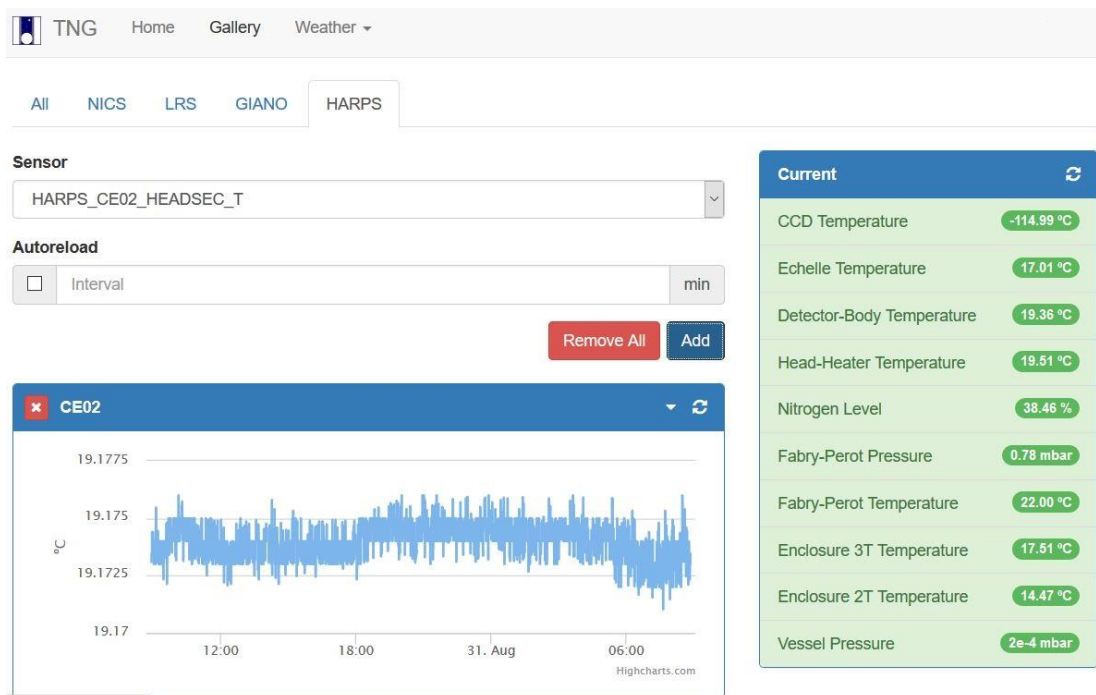 TNG Home Gallery Weather
All NICS LRS GIANO HARPS
Sensor
HARPS_CE02_HEADSEC_T
Autoreload
Interval min
Remove All Add
CE02
19.1775
19.175
°C
19.1725
19.17
12:00 18:00 31. Aug 06:00
Highcharts.com
Current
CCD Temperature -114.99 ºC
Echelle Temperature 17.01 ºC
Detector-Body Temperature 19.36 ºC
Head-Heater Temperature 19.51 ºC
Nitrogen Level 38.46 %
Fabry-Perot Pressure 0.78 mbar
Fabry-Perot Temperature 22.00 ºC
Enclosure 3T Temperature 17.51 ºC
Enclosure 2T Temperature 14.47 ºC
Vessel Pressure 2e-4 mbar